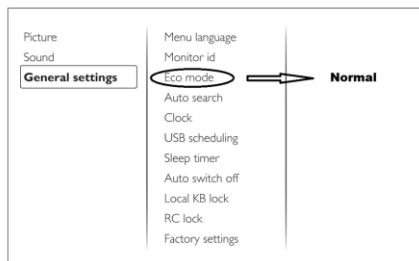 Picture
Sound
General settings
Menu language
Monitor id
Eco mode
Auto search
Clock
USB scheduling
Sleep timer
Auto switch off
Local KB lock
RC lock
Factory settings
Normal